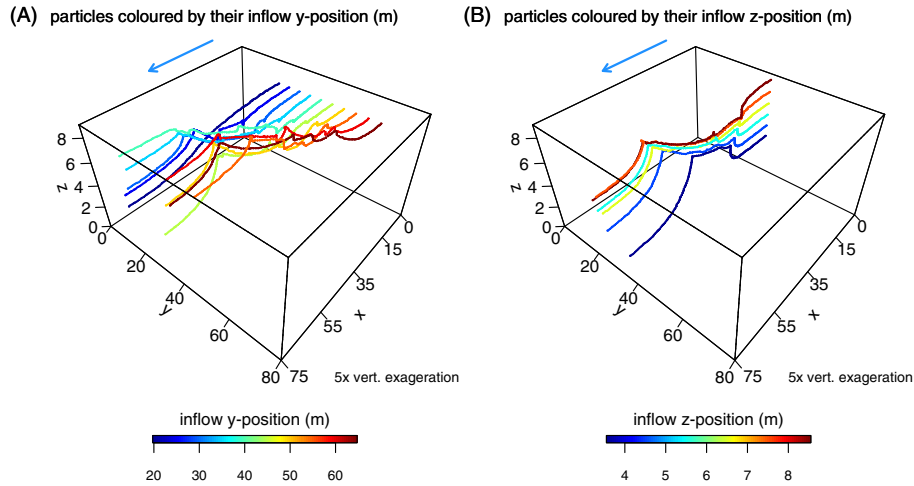 (A) particles coloured by their inflow y-position (m)
8
6
4
2
0
z
0
20
40
60
80
y
0
15
35
55
75
x
5x vert. exageration
inflow y-position (m)
20 30 40 50 60
(B) particles coloured by their inflow z-position (m)
8
6
4
2
0
z
0
20
40
60
80
y
0
15
35
55
75
x
5x vert. exageration
inflow z-position (m)
4 5 6 7 8